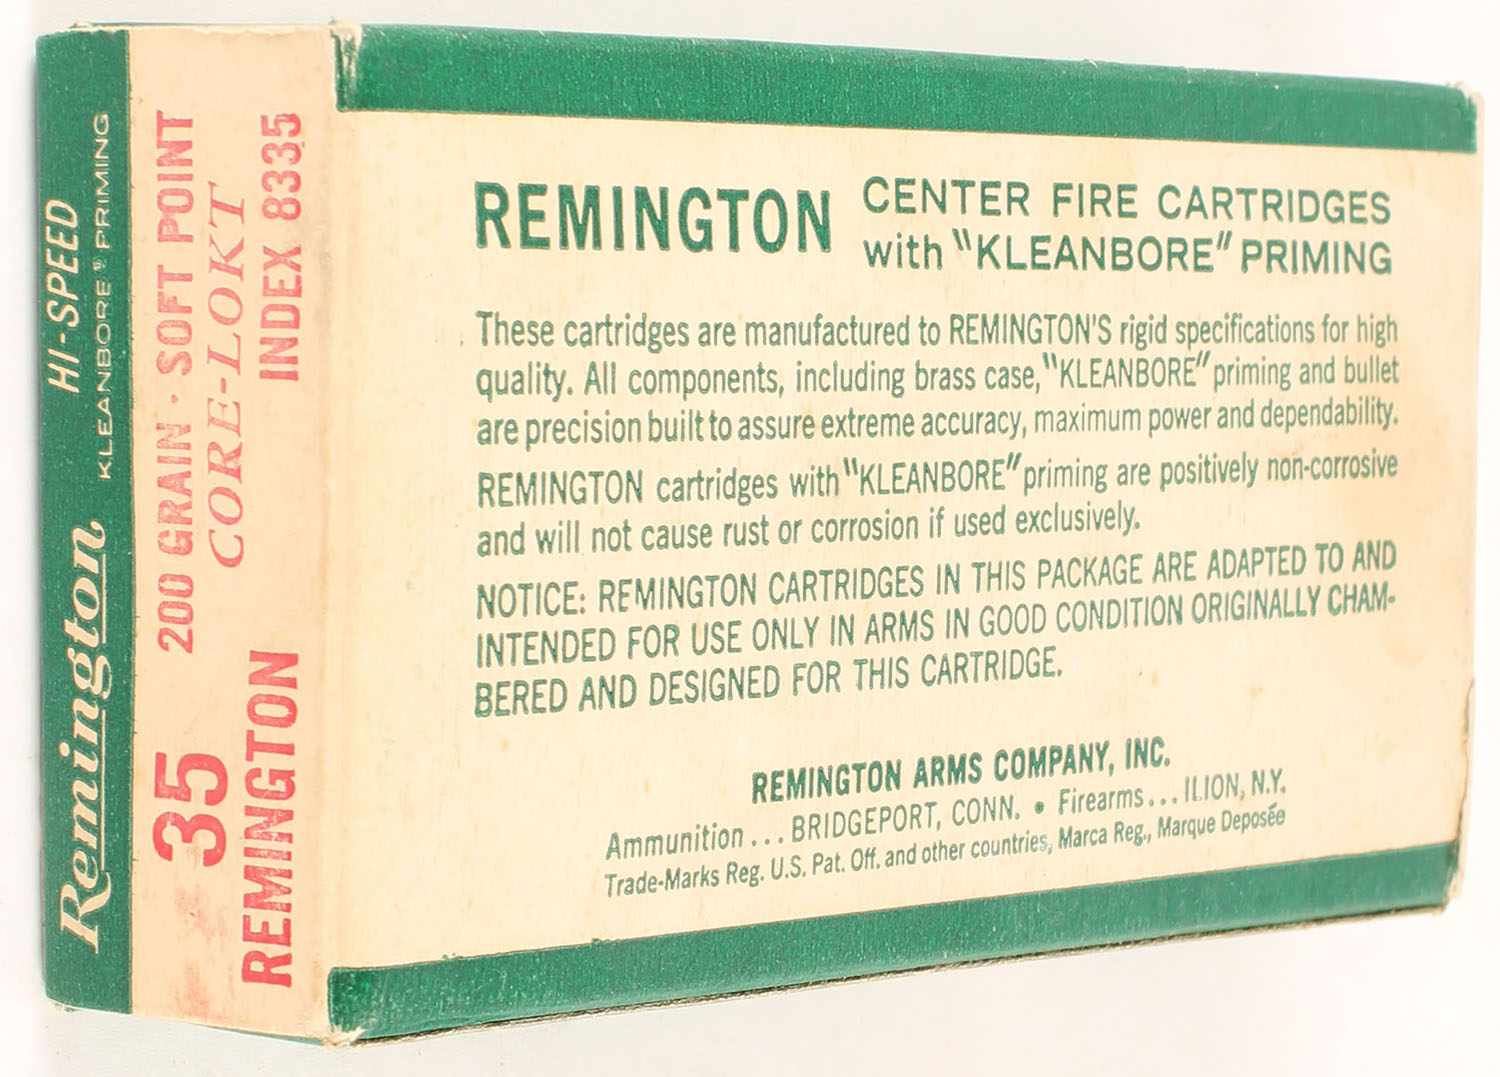 Remington HI-SPEED
KLEANBORE" PRIMING
35 200 GRAIN · SOFT POINT
CORE-LOKT
REMINGTON INDEX 8335
REMINGTON CENTER FIRE CARTRIDGES
with "KLEANBORE" PRIMING
These cartridges are manufactured to REMINGTON'S rigid specifications for high
quality. All components, including brass case, "KLEANBORE" priming and bullet
are precision built to assure extreme accuracy, maximum power and dependability.
REMINGTON cartridges with "KLEANBORE" priming are positively non-corrosive
and will not cause rust or corrosion if used exclusively.
NOTICE: REMINGTON CARTRIDGES IN THIS PACKAGE ARE ADAPTED TO AND
INTENDED FOR USE ONLY IN ARMS IN GOOD CONDITION ORIGINALLY CHAM-
BERED AND DESIGNED FOR THIS CARTRIDGE.
REMINGTON ARMS COMPANY, INC.
Ammunition . . . BRIDGEPORT, CONN. • Firearms . . . ILION, N.Y.
Trade-Marks Reg. U.S. Pat. Off. and other countries, Marca Reg., Marque Deposée